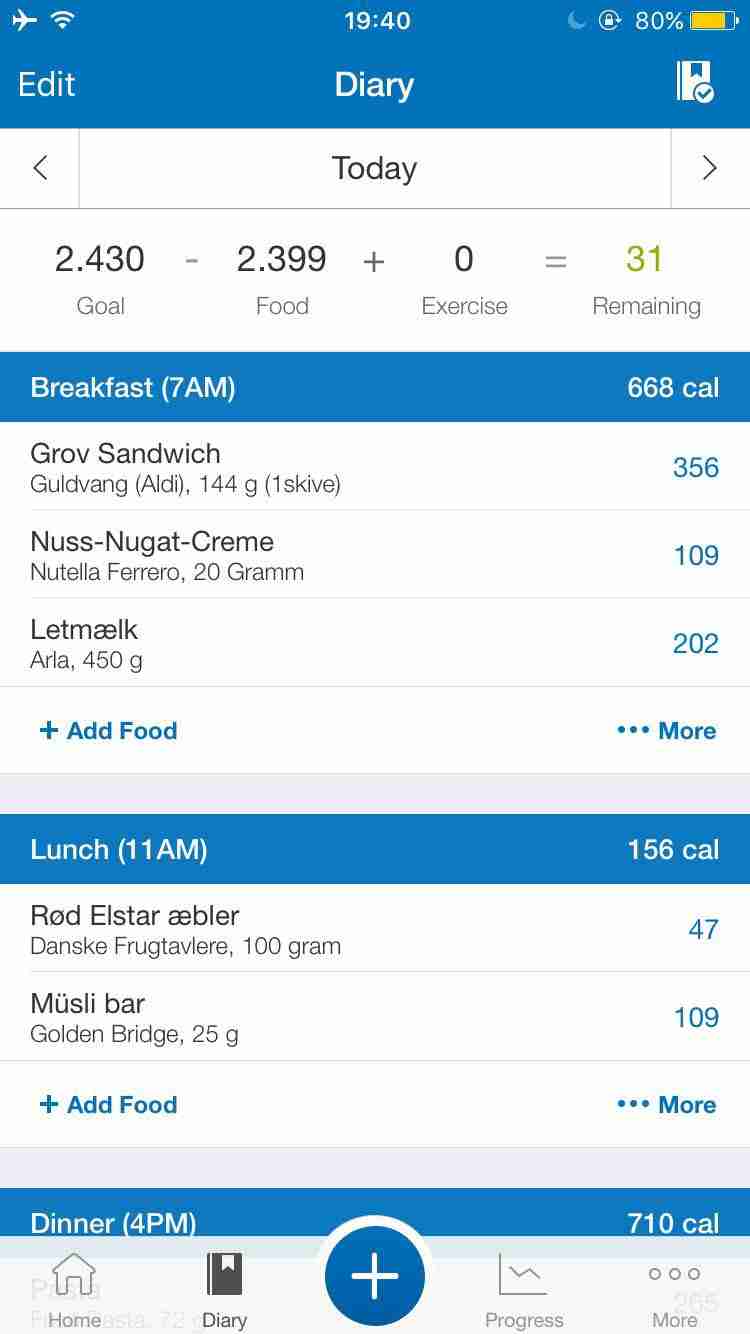 19:40
80%
Edit
Diary
Today
2.430 - 2.399 + 0 = 31
Goal Food Exercise Remaining
Breakfast (7AM) 668 cal
Grov Sandwich
Guldvang (Aldi), 144 g (1skive)
356
Nuss-Nugat-Creme
Nutella Ferrero, 20 Gramm
109
Letmælk
Arla, 450 g
202
+ Add Food
••• More
Lunch (11AM) 156 cal
Rød Elstar æbler
Danske Frugtavlere, 100 gram
47
Müsli bar
Golden Bridge, 25 g
109
+ Add Food
••• More
Dinner (4PM) 710 cal
Pasta
265
Pasta, 72 g
Home
Diary
Progress
More